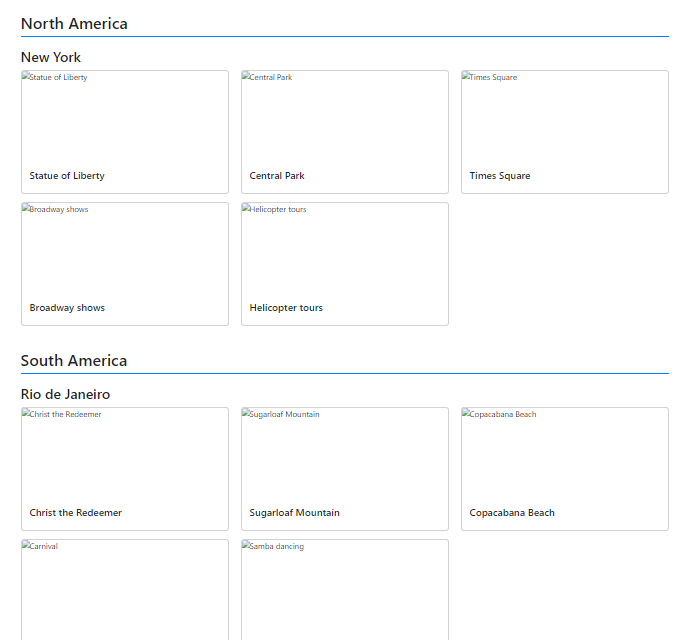 North America
New York
Statue of Liberty Central Park Times Square
Statue of Liberty Central Park Times Square
Broadway shows Helicopter tours
Broadway shows Helicopter tours
South America
Rio de Janeiro
Christ the Redeemer Sugarloaf Mountain Copacabana Beach
Christ the Redeemer Sugarloaf Mountain Copacabana Beach
Carnival Samba dancing